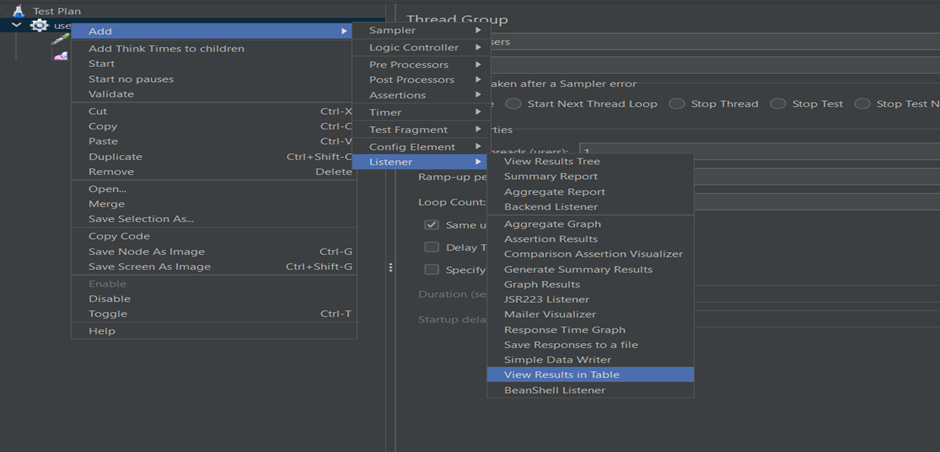 Test Plan
use
Add
Add Think Times to children
Start
Start no pauses
Validate
Cut Ctrl-X
Copy Ctrl-C
Paste Ctrl-V
Duplicate Ctrl+Shift-C
Remove Delete
Open...
Merge
Save Selection As...
Copy Code
Save Node As Image Ctrl-G
Save Screen As Image Ctrl+Shift-G
Enable
Disable
Toggle Ctrl-T
Help
Sampler
Logic Controller
Pre Processors
Post Processors
Assertions
Timer
Test Fragment
Config Element
Listener
View Results Tree
Summary Report
Aggregate Report
Backend Listener
Aggregate Graph
Assertion Results
Comparison Assertion Visualizer
Generate Summary Results
Graph Results
JSR223 Listener
Mailer Visualizer
Response Time Graph
Save Responses to a file
Simple Data Writer
View Results in Table
BeanShell Listener
Thread Group
sers
aken after a Sampler error
e Start Next Thread Loop Stop Thread Stop Test Stop Test N
rties
hreads (users): 1
Ramp-up pe
Loop Count:
Same u
Delay T
Specify
Duration (se
Startup dela